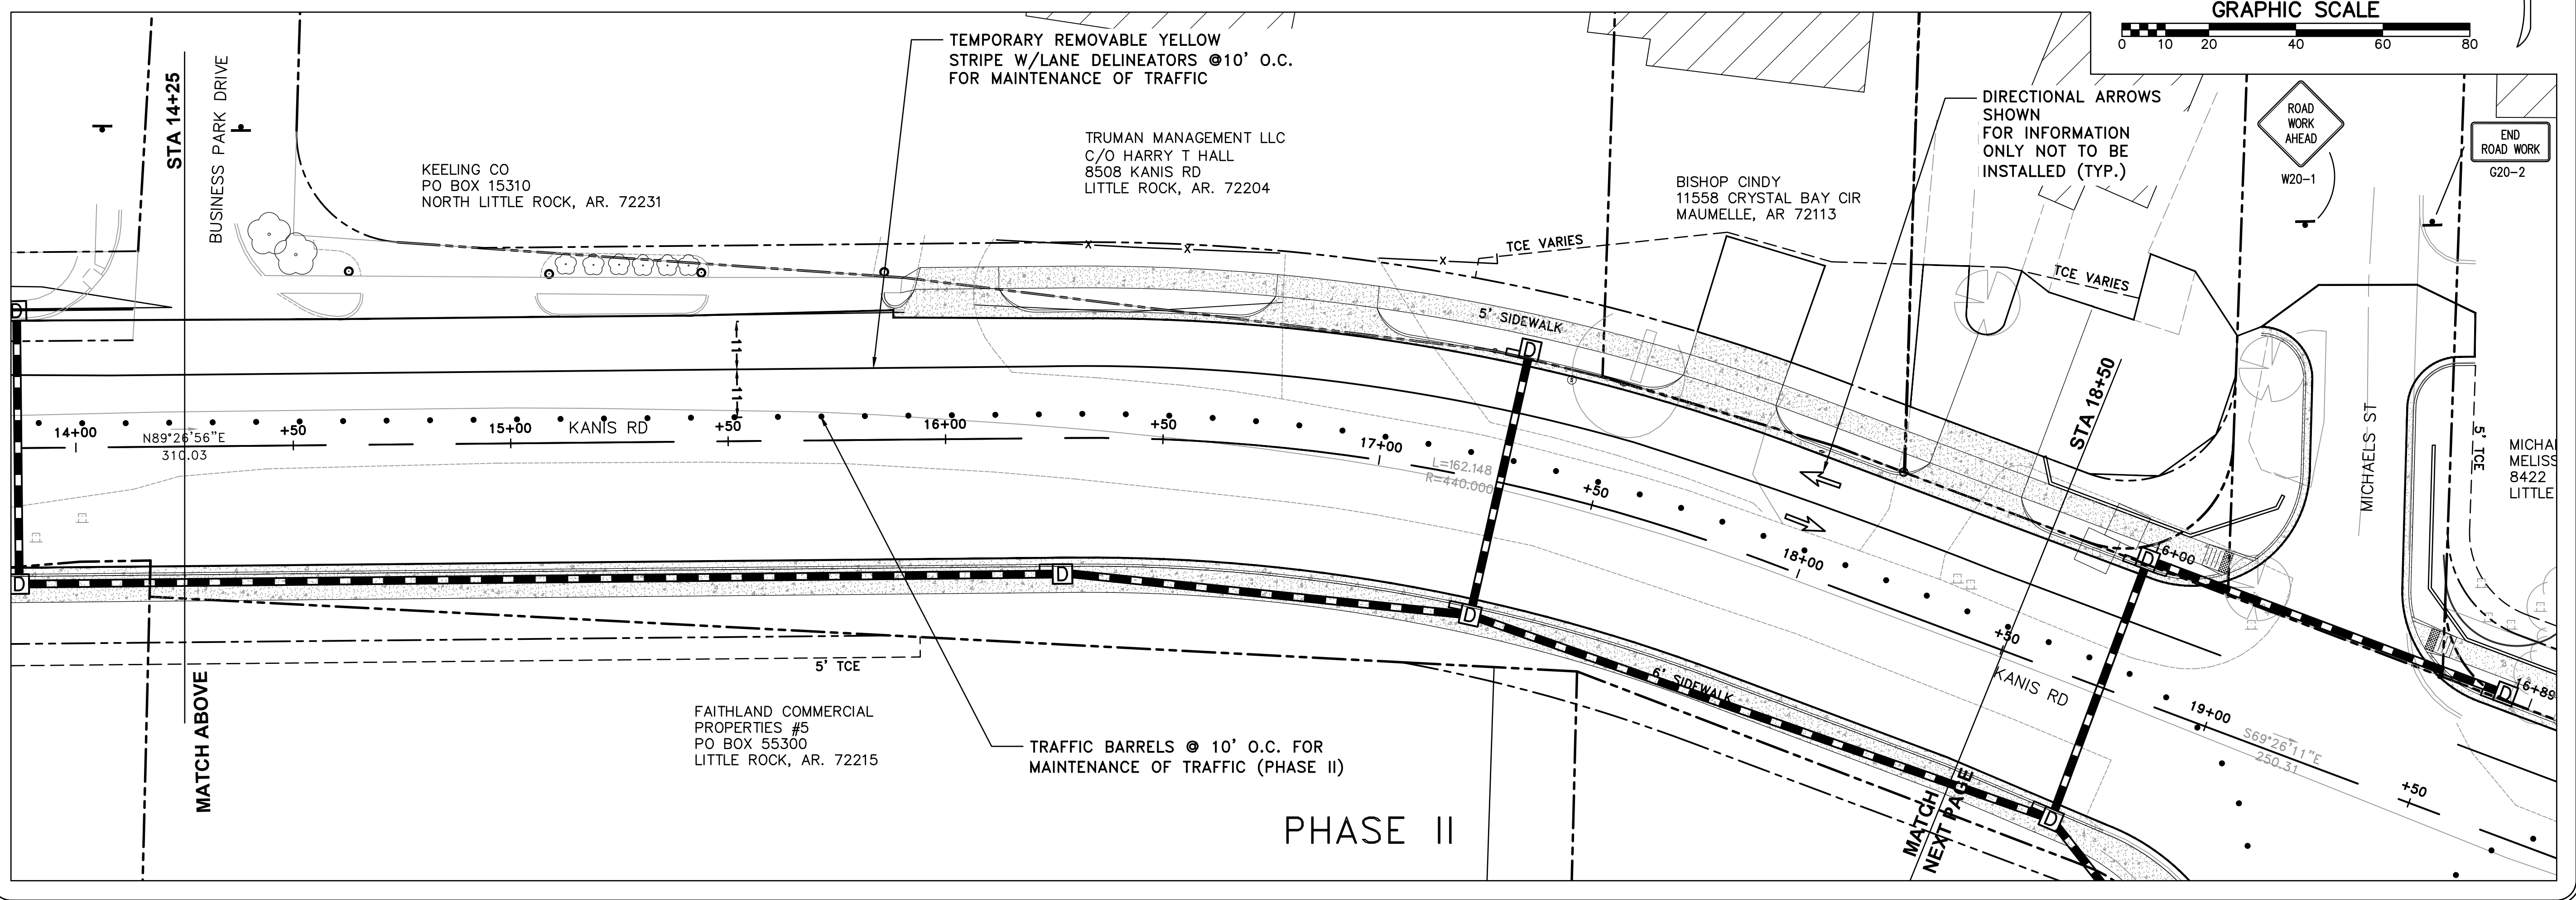 GRAPHIC SCALE
0 10 20 40 60 80
TEMPORARY REMOVABLE YELLOW
STRIPE W/LANE DELINEATORS @10' O.C.
FOR MAINTENANCE OF TRAFFIC
STA 14+25
BUSINESS PARK DRIVE
KEELING CO
PO BOX 15310
NORTH LITTLE ROCK, AR. 72231
TRUMAN MANAGEMENT LLC
C/O HARRY T HALL
8508 KANIS RD
LITTLE ROCK, AR. 72204
BISHOP CINDY
11558 CRYSTAL BAY CIR
MAUMELLE, AR 72113
DIRECTIONAL ARROWS
SHOWN
FOR INFORMATION
ONLY NOT TO BE
INSTALLED (TYP.)
ROAD
WORK
AHEAD
W20-1
END
ROAD WORK
G20-2
X
X
X
TCE VARIES
TCE VARIES
5' SIDEWALK
11'
11'
D
D
D
D
D
D
D
D
14+00
N89°26'56"E
310.03
+50
15+00
KANIS RD
+50
16+00
+50
17+00
L=162.148
R=440.000
+50
18+00
+50
KANIS RD
19+00
S69°26'11"E
250.31
+50
STA 18+50
16+00
16+89
MICHAELS ST
5' TCE
MICHA
MELISS
8422
LITTLE
5' TCE
6' SIDEWALK
MATCH ABOVE
FAITHLAND COMMERCIAL
PROPERTIES #5
PO BOX 55300
LITTLE ROCK, AR. 72215
TRAFFIC BARRELS @ 10' O.C. FOR
MAINTENANCE OF TRAFFIC (PHASE II)
PHASE II
MATCH
NEXT PAGE